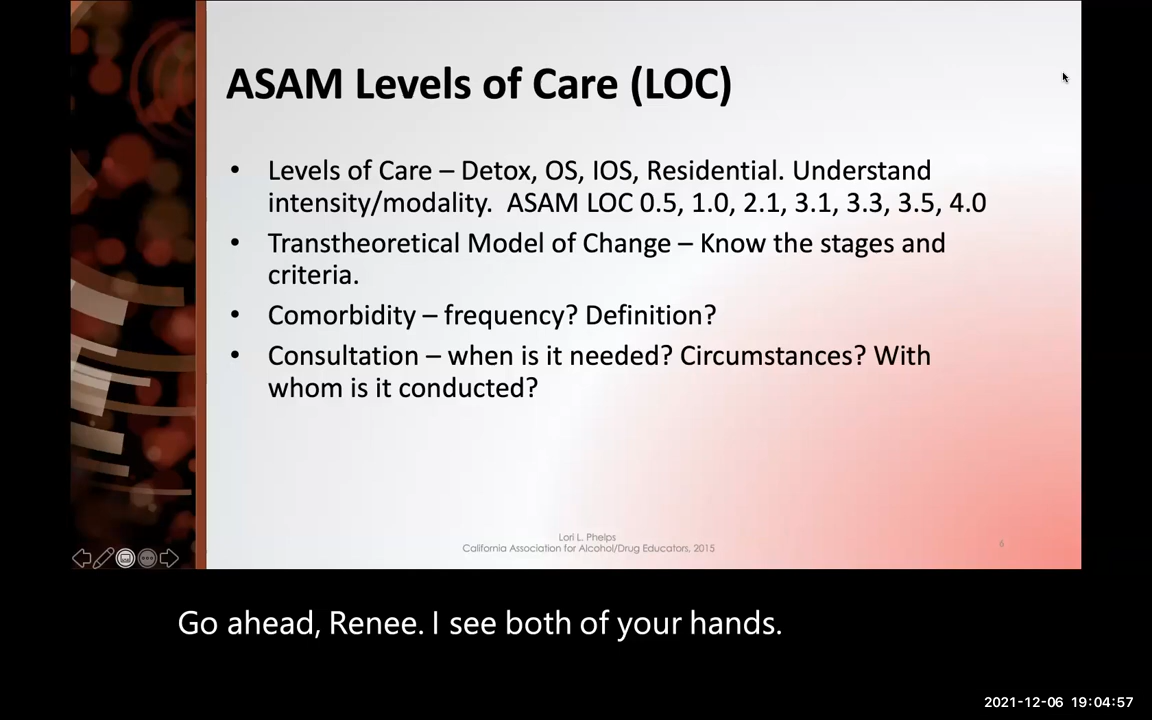 ASAM Levels of Care (LOC)
• Levels of Care – Detox, OS, IOS, Residential. Understand
intensity/modality.  ASAM LOC 0.5, 1.0, 2.1, 3.1, 3.3, 3.5, 4.0
• Transtheoretical Model of Change – Know the stages and
criteria.
• Comorbidity – frequency? Definition?
• Consultation – when is it needed? Circumstances? With
whom is it conducted?
Lori L. Phelps
California Association for Alcohol/Drug Educators, 2015
6
Go ahead, Renee. I see both of your hands.
2021-12-06 19:04:57